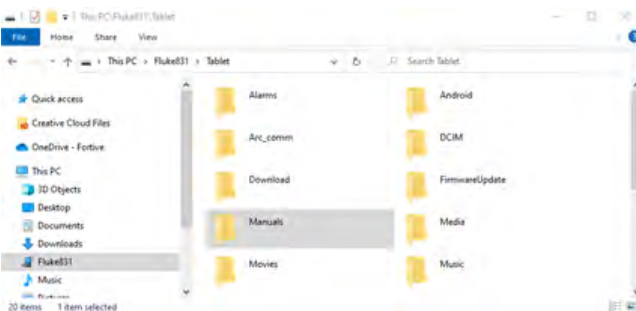 This PC\Fluke831\Tablet
File Home Share View
This PC > Fluke831 > Tablet
Search Tablet
Quick access
Creative Cloud Files
OneDrive - Fortive
This PC
3D Objects
Desktop
Documents
Downloads
Fluke831
Music
Pictures
Alarms
Android
Arc_comm
DCIM
Download
FirmwareUpdate
Manuals
Media
Movies
Music
20 items 1 item selected